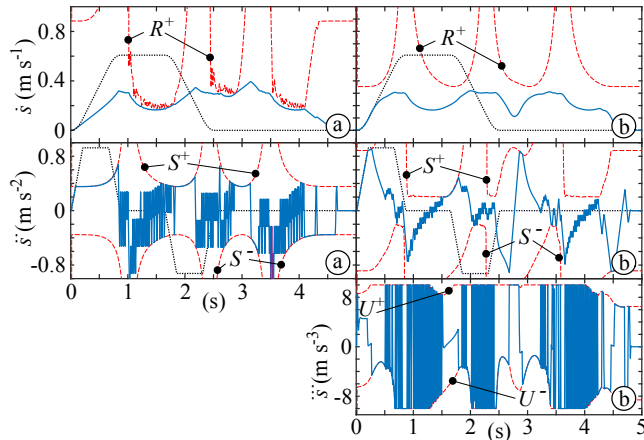 0.8
0.4
0
ṡ (m s⁻¹)
R⁺
a
R⁺
b
0.8
0
-0.8
s̈ (m s⁻²)
S⁺
S⁻
a
S⁺
S⁻
b
0 1 2 (s) 3 4
8
0
-8
s⃛ (m s⁻³)
U⁺
U⁻
b
0 1 2 (s) 3 4 5